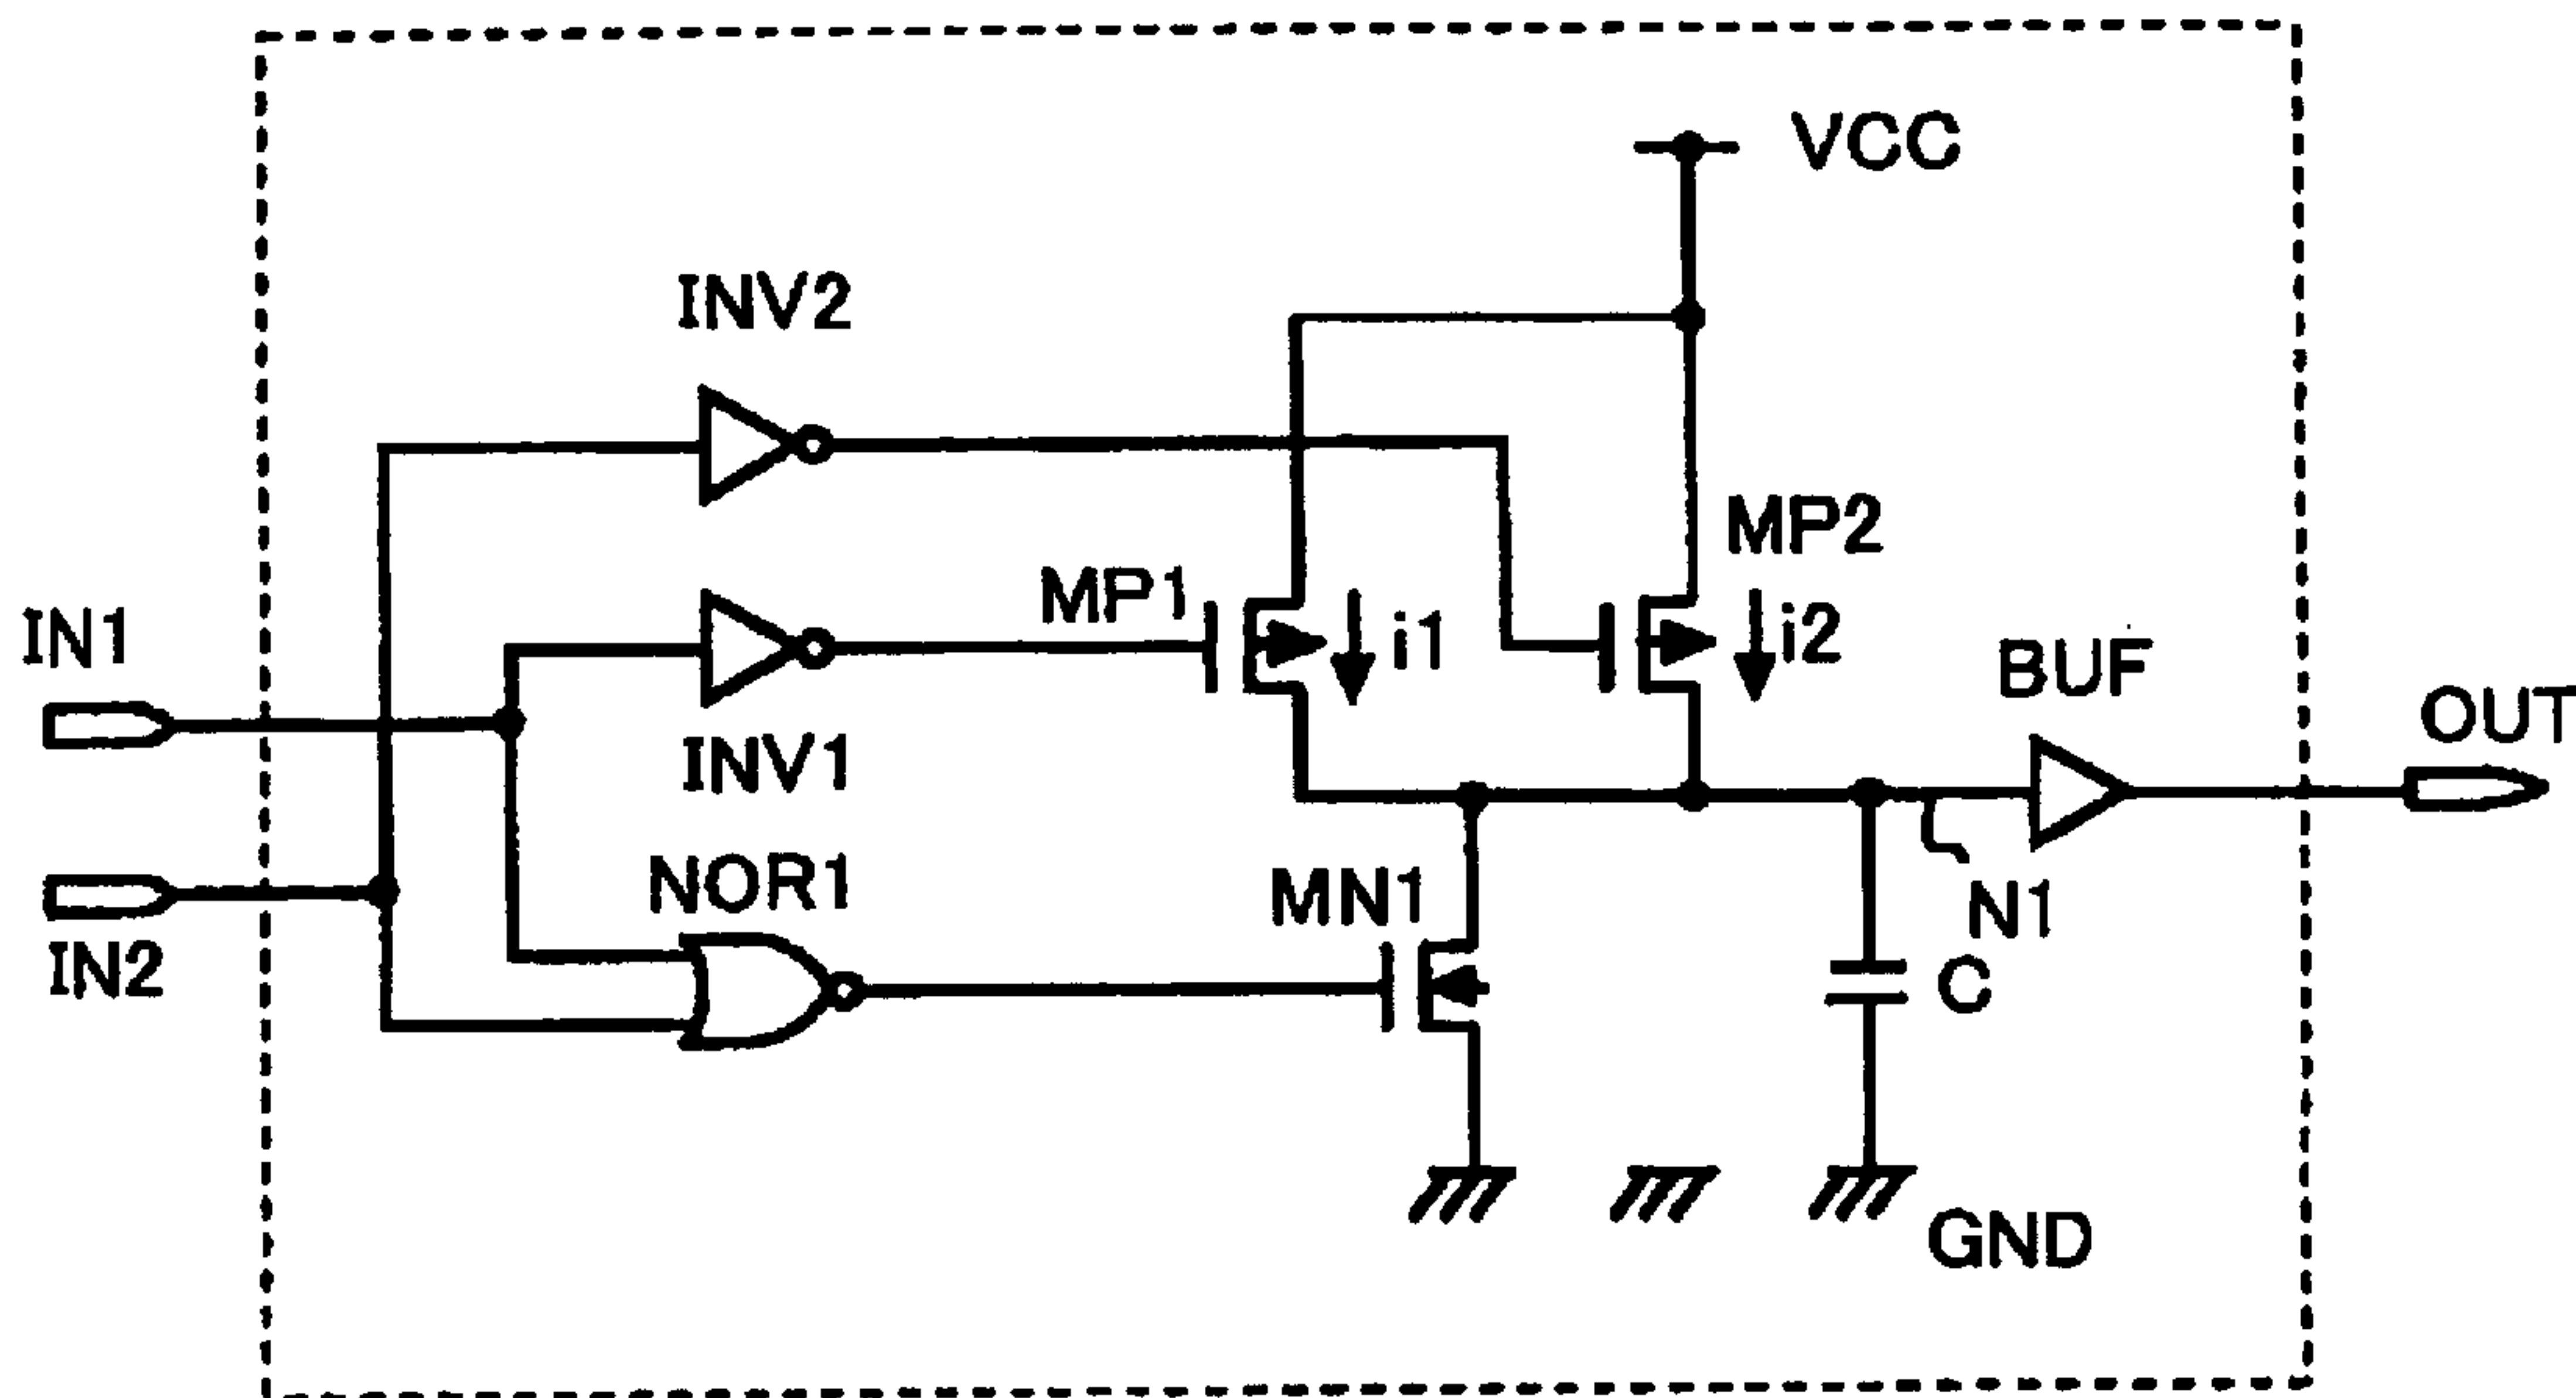 VCC
INV2
MP2
MP1
i1
i2
IN1
BUF
OUT
INV1
NOR1
MN1
N1
IN2
C
GND